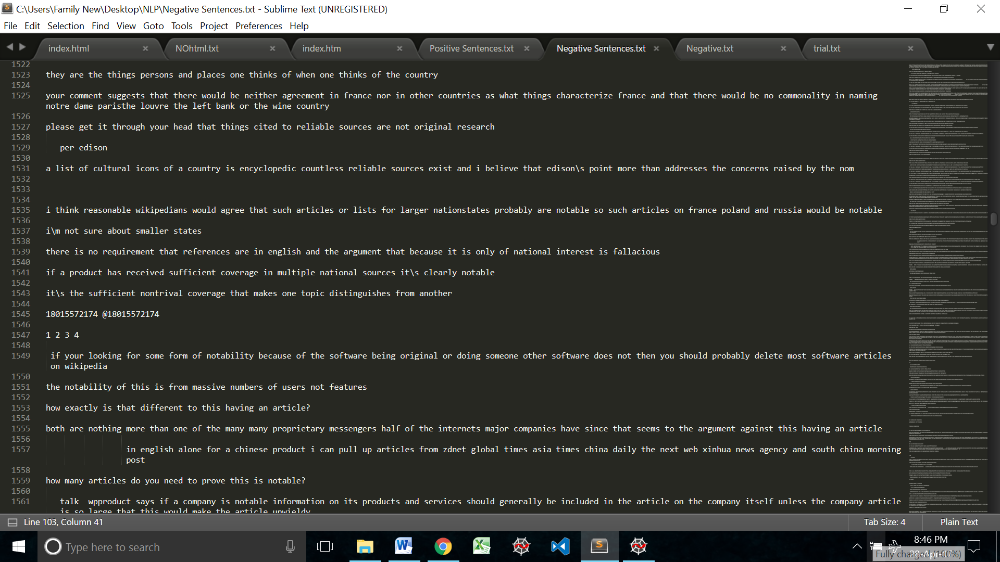 C:\Users\Family New\Desktop\NLP\Negative Sentences.txt - Sublime Text (UNREGISTERED)
File Edit Selection Find View Goto Tools Project Preferences Help
index.html NOhtml.txt index.htm Positive Sentences.txt Negative Sentences.txt Negative.txt trial.txt
1522
1523 they are the things persons and places one thinks of when one thinks of the country
1524
1525 your comment suggests that there would be neither agreement in france nor in other countries as what things characterize france and that there would be no commonality in naming
notre dame paristhe louvre the left bank or the wine country
1526
1527 please get it through your head that things cited to reliable sources are not original research
1528
1529 per edison
1530
1531 a list of cultural icons of a country is encyclopedic countless reliable sources exist and i believe that edison\s point more than addresses the concerns raised by the nom
1532
1533
1534
1535 i think reasonable wikipedians would agree that such articles or lists for larger nationstates probably are notable so such articles on france poland and russia would be notable
1536
1537 i\m not sure about smaller states
1538
1539 there is no requirement that references are in english and the argument that because it is only of national interest is fallacious
1540
1541 if a product has received sufficient coverage in multiple national sources it\s clearly notable
1542
1543 it\s the sufficient nontrival coverage that makes one topic distinguishes from another
1544
1545 18015572174 @18015572174
1546
1547 1 2 3 4
1548
1549 if your looking for some form of notability because of the software being original or doing someone other software does not then you should probably delete most software articles
on wikipedia
1550
1551 the notability of this is from massive numbers of users not features
1552
1553 how exactly is that different to this having an article?
1554
1555 both are nothing more than one of the many many proprietary messengers half of the internets major companies have since that seems to the argument against this having an article
1556
1557 in english alone for a chinese product i can pull up articles from zdnet global times asia times china daily the next web xinhua news agency and south china morning
post
1558
1559 how many articles do you need to prove this is notable?
1560
1561 talk wpproduct says if a company is notable information on its products and services should generally be included in the article on the company itself unless the company article
is so large that this would make the article unwieldy
Line 103, Column 41 Tab Size: 4 Plain Text
Type here to search
8:46 PM
Fully charged (100%)